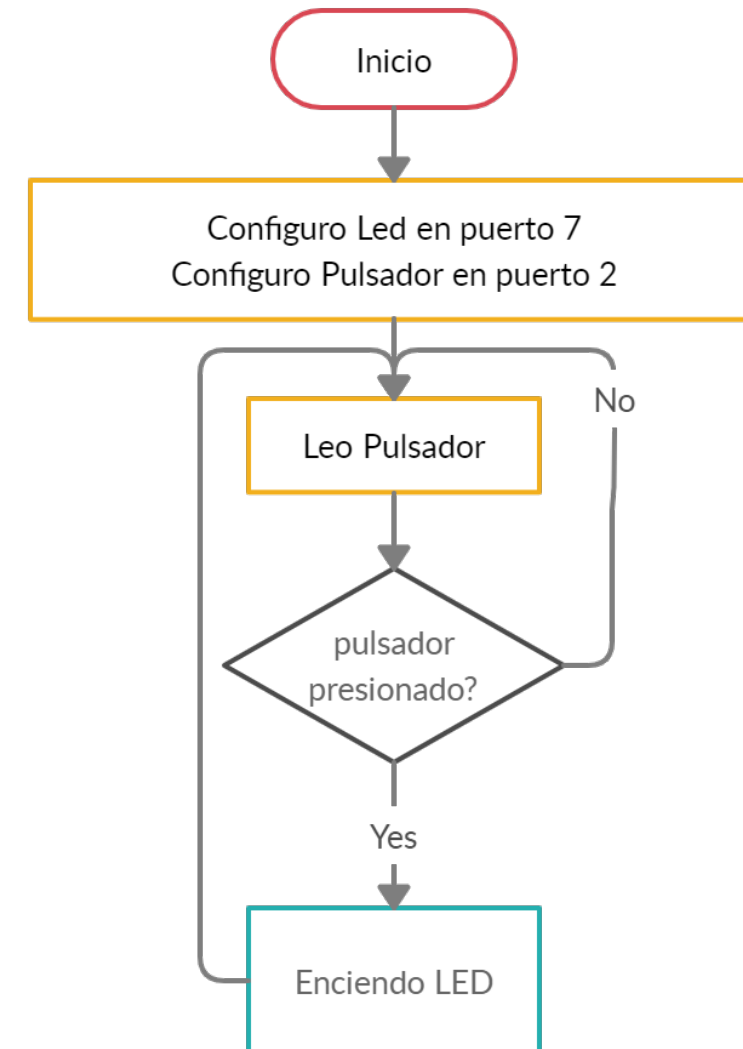 Inicio
Configuro Led en puerto 7
Configuro Pulsador en puerto 2
No
Leo Pulsador
pulsador
presionado?
Yes
Enciendo LED